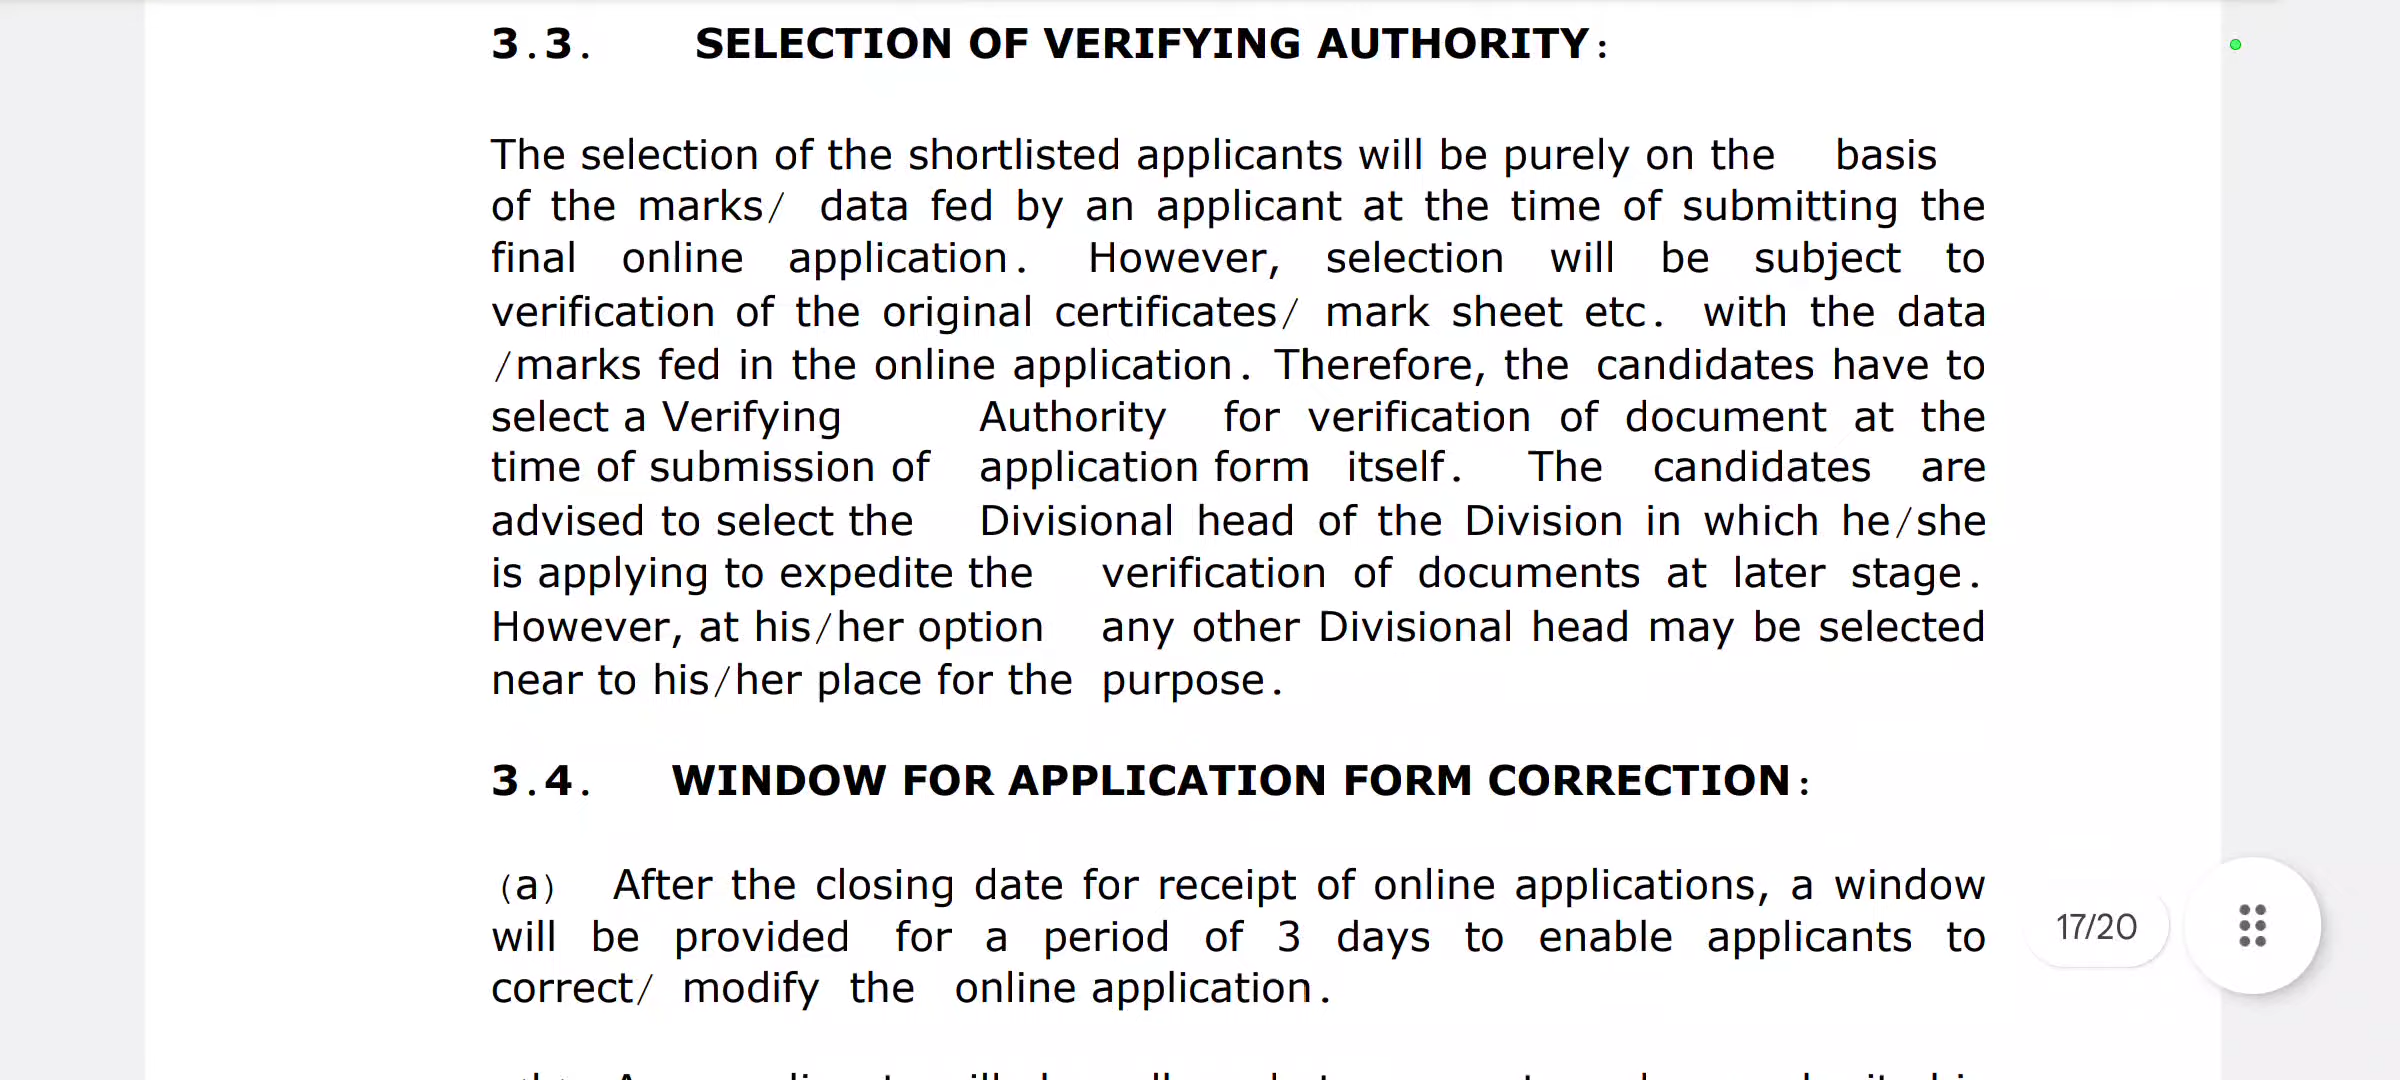 3.3. SELECTION OF VERIFYING AUTHORITY:
The selection of the shortlisted applicants will be purely on the basis
of the marks/ data fed by an applicant at the time of submitting the
final online application. However, selection will be subject to
verification of the original certificates/ mark sheet etc. with the data
/marks fed in the online application. Therefore, the candidates have to
select a Verifying Authority for verification of document at the
time of submission of application form itself. The candidates are
advised to select the Divisional head of the Division in which he/she
is applying to expedite the verification of documents at later stage.
However, at his/her option any other Divisional head may be selected
near to his/her place for the purpose.
3.4. WINDOW FOR APPLICATION FORM CORRECTION:
(a) After the closing date for receipt of online applications, a window
will be provided for a period of 3 days to enable applicants to
correct/ modify the online application.
17/20